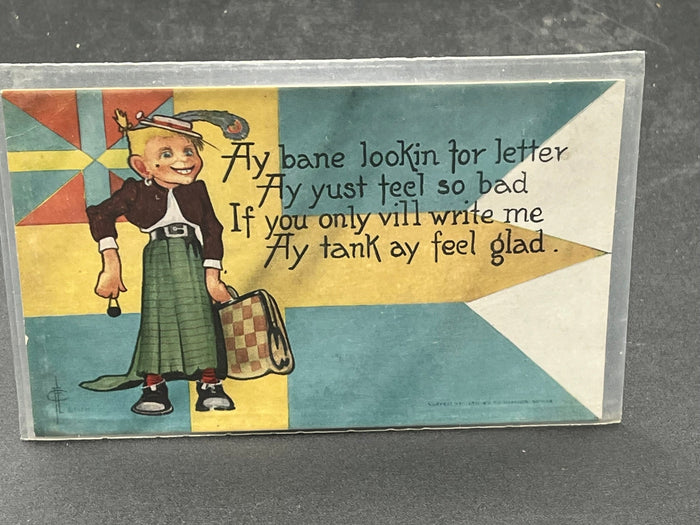 Ay bane lookin for letter
Ay yust feel so bad
If you only vill write me
Ay tank ay feel glad.